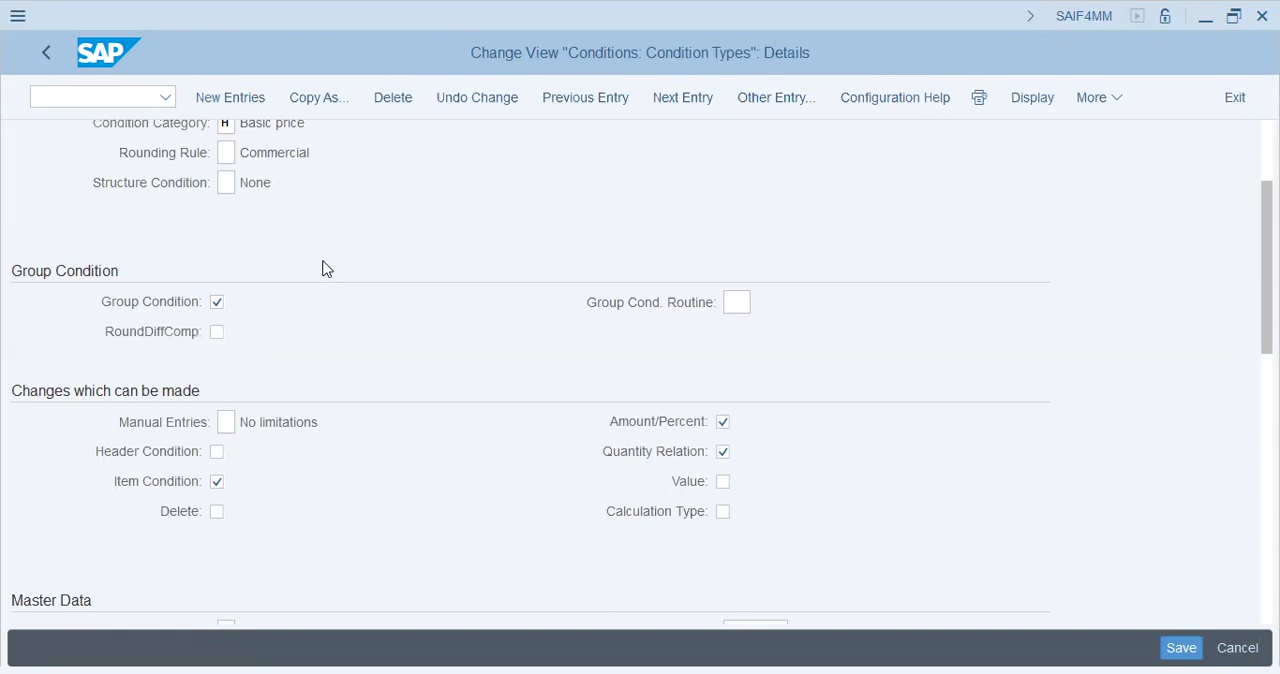 SAIF4MM
SAP
Change View "Conditions: Condition Types": Details
New Entries Copy As... Delete Undo Change Previous Entry Next Entry Other Entry... Configuration Help Display More Exit
Condition Category: H Basic price
Rounding Rule: Commercial
Structure Condition: None
Group Condition
Group Condition: Group Cond. Routine:
RoundDiffComp:
Changes which can be made
Manual Entries: No limitations Amount/Percent:
Header Condition: Quantity Relation:
Item Condition: Value:
Delete: Calculation Type:
Master Data
Save Cancel